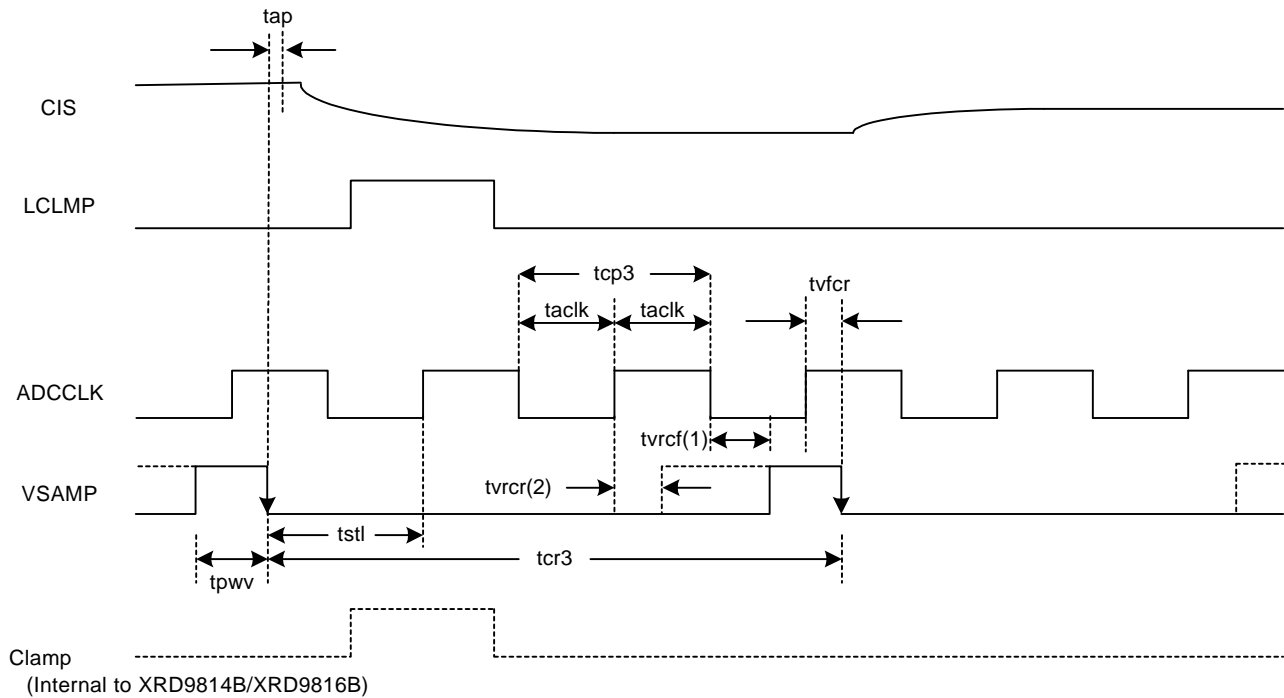 tap
CIS
LCLMP
tcp3
tvfcr
taclk
taclk
ADCCLK
tvrcf(1)
VSAMP
tvrcr(2)
tstl
tcr3
tpwv
Clamp
(Internal to XRD9814B/XRD9816B)